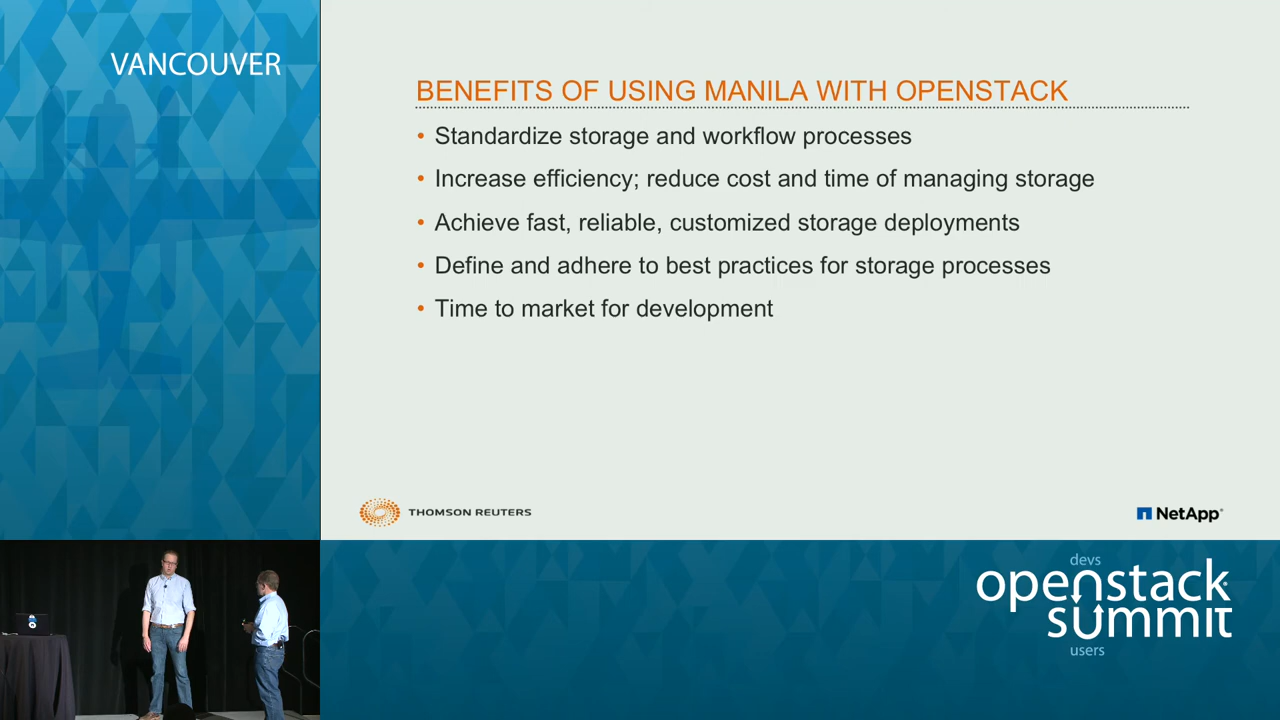 VANCOUVER
BENEFITS OF USING MANILA WITH OPENSTACK
• Standardize storage and workflow processes
• Increase efficiency; reduce cost and time of managing storage
• Achieve fast, reliable, customized storage deployments
• Define and adhere to best practices for storage processes
• Time to market for development
THOMSON REUTERS
NetApp®
devs
openstack
summit
users